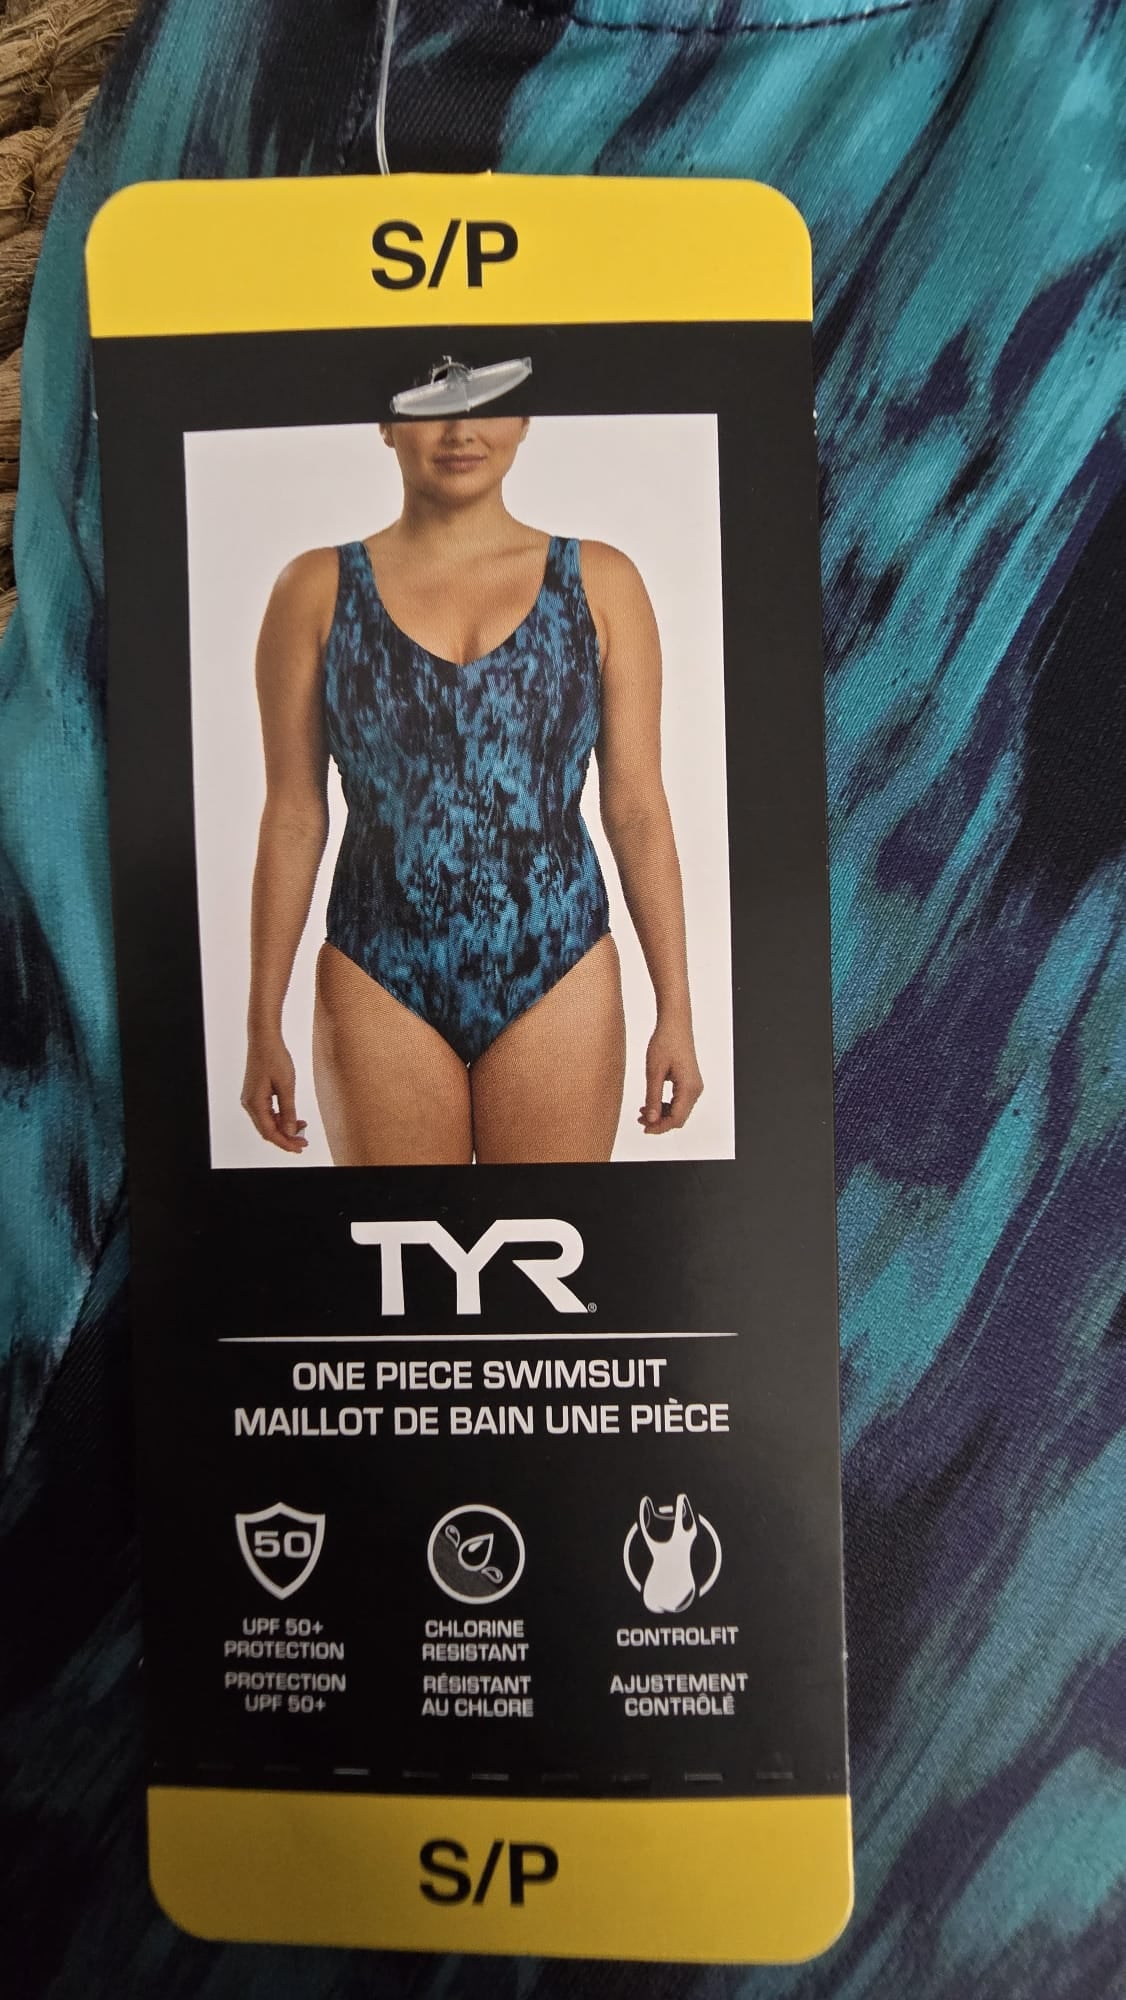 S/P
TYR®
ONE PIECE SWIMSUIT
MAILLOT DE BAIN UNE PIÈCE
50
UPF 50+
PROTECTION
PROTECTION
UPF 50+
CHLORINE
RESISTANT
RÉSISTANT
AU CHLORE
CONTROLFIT
AJUSTEMENT
CONTRÔLÉ
S/P